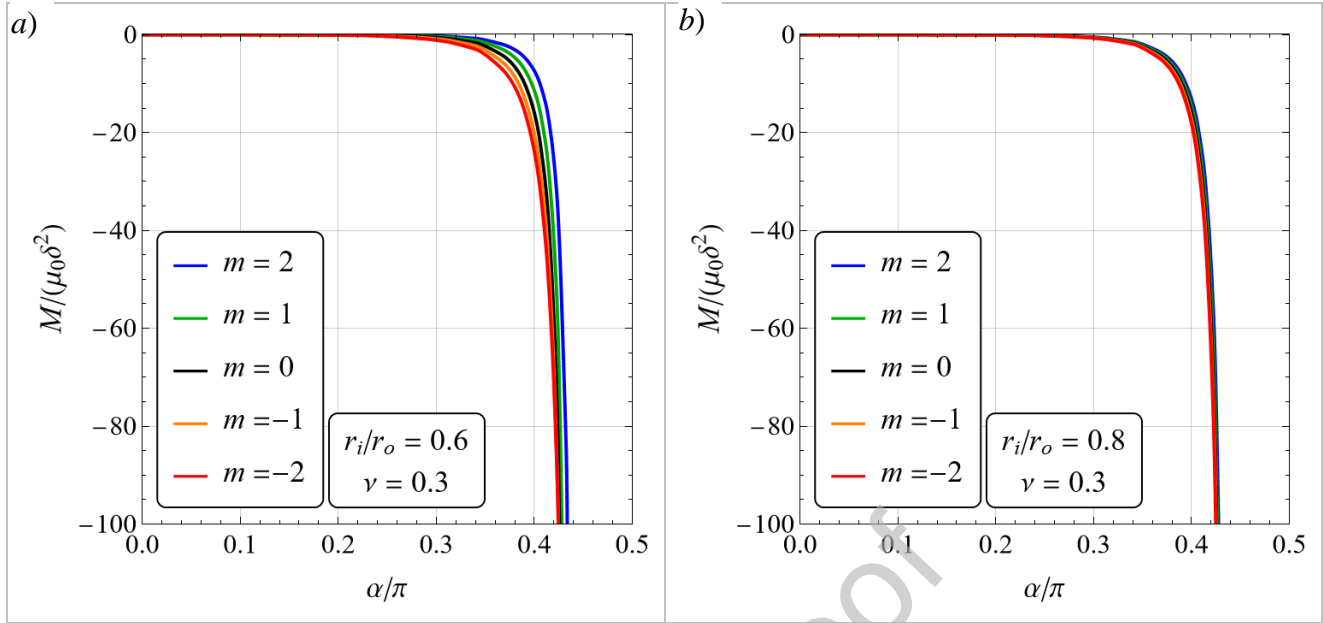 a)
0
−20
−40
−60
−80
−100
M/(μ₀δ²)
m = 2
m = 1
m = 0
m =−1
m =−2
rᵢ/rₒ = 0.6
ν = 0.3
0.0 0.1 0.2 0.3 0.4 0.5
α/π
b)
0
−20
−40
−60
−80
−100
M/(μ₀δ²)
m = 2
m = 1
m = 0
m =−1
m =−2
rᵢ/rₒ = 0.8
ν = 0.3
0.0 0.1 0.2 0.3 0.4 0.5
α/π